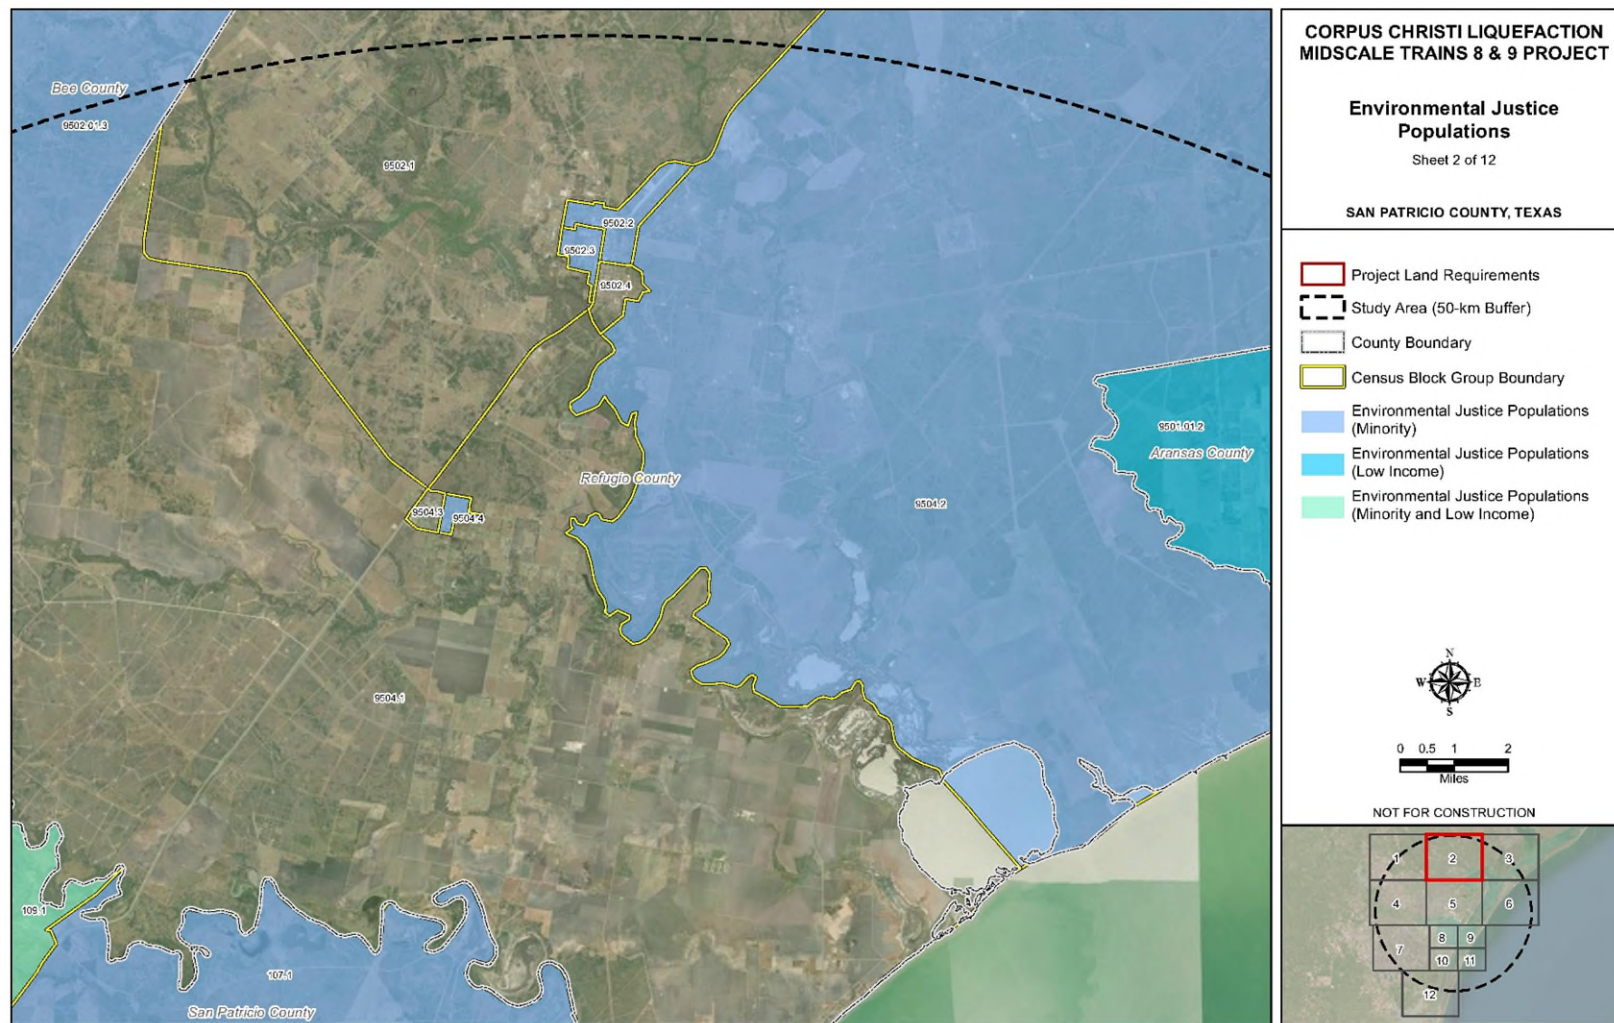 CORPUS CHRISTI LIQUEFACTION
MIDSCALE TRAINS 8 & 9 PROJECT
Environmental Justice
Populations
Sheet 2 of 12
SAN PATRICIO COUNTY, TEXAS
Project Land Requirements
Study Area (50-km Buffer)
County Boundary
Census Block Group Boundary
Environmental Justice Populations
(Minority)
Environmental Justice Populations
(Low Income)
Environmental Justice Populations
(Minority and Low Income)
N
W E
S
0 0.5 1 2
Miles
NOT FOR CONSTRUCTION
1 2 3
4 5 6
7 8 9
10 11
12
Bee County
9502.01.3
9502.1
9502.2
9502.3
9502.4
9501.01.2
Aransas County
Refugio County
9504.2
9504.3
9504.4
9504.1
109.1
107.1
San Patricio County